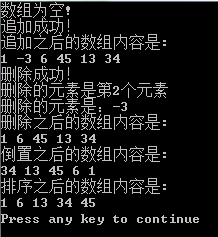 数组为空!
追加成功!
追加之后的数组内容是:
1 -3 6 45 13 34
删除成功!
删除的元素是第2个元素
删除的元素是: -3
删除之后的数组内容是:
1 6 45 13 34
倒置之后的数组内容是:
34 13 45 6 1
排序之后的数组内容是:
1 6 13 34 45
Press any key to continue